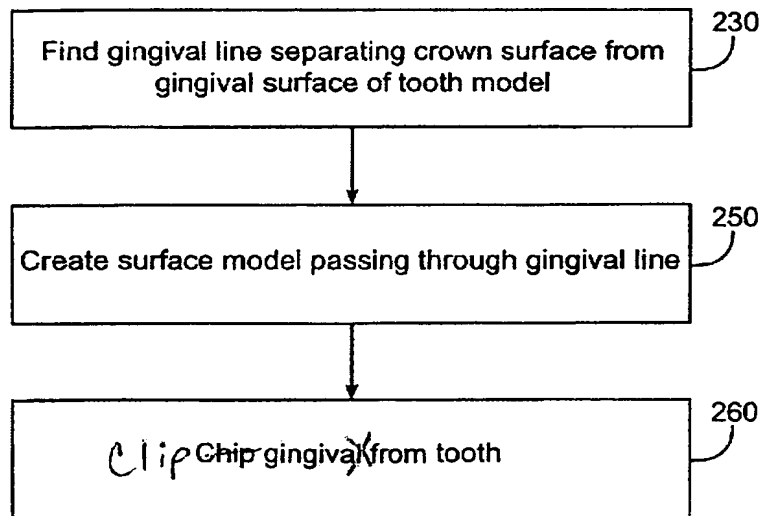 230
Find gingival line separating crown surface from
gingival surface of tooth model
250
Create surface model passing through gingival line
260
Clip Chip gingival from tooth